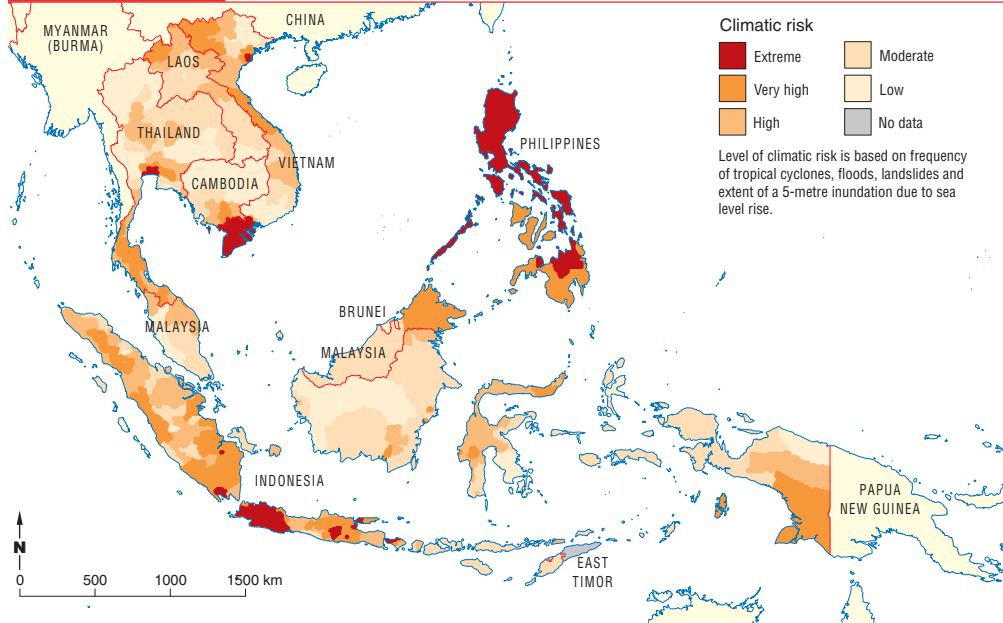 CHINA
MYANMAR
(BURMA)
LAOS
THAILAND
VIETNAM
CAMBODIA
PHILIPPINES
BRUNEI
MALAYSIA
MALAYSIA
INDONESIA
PAPUA
NEW GUINEA
EAST
TIMOR
Climatic risk
Extreme
Very high
High
Moderate
Low
No data
Level of climatic risk is based on frequency
of tropical cyclones, floods, landslides and
extent of a 5-metre inundation due to sea
level rise.
N
0 500 1000 1500 km